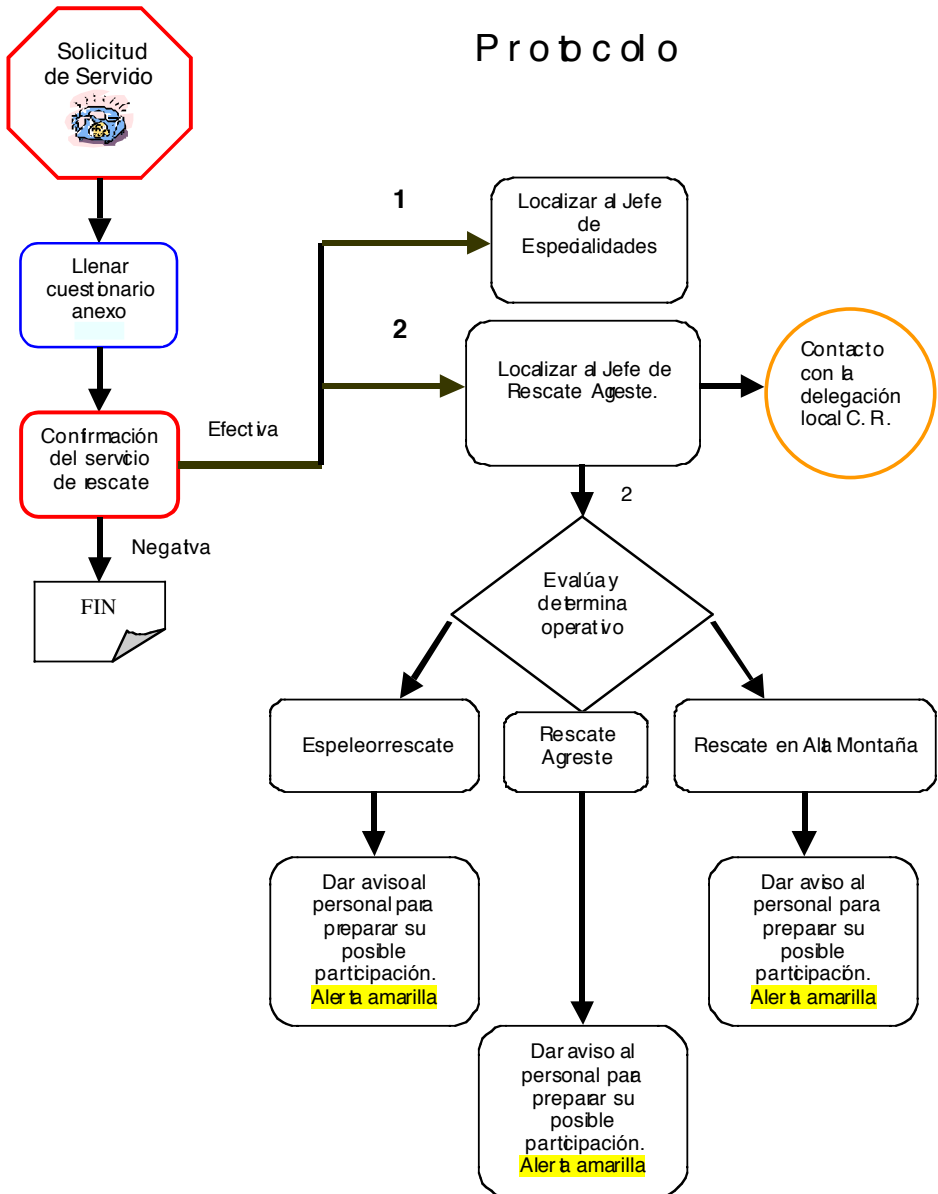 Protocolo
Solicitud
de Servicio
Llenar
cuestionario
anexo
Confirmación
del servicio
de rescate
Efectiva
Negativa
FIN
1
Localizar al Jefe
de
Especialidades
2
Localizar al Jefe de
Rescate Agreste.
Contacto
con la
delegación
local C. R.
2
Evalúa y
determina
operativo
Espeleorrescate
Rescate
Agreste
Rescate en Alta Montaña
Dar aviso al
personal para
preparar su
posible
participación.
Alerta amarilla
Dar aviso al
personal para
preparar su
posible
participación.
Alerta amarilla
Dar aviso al
personal para
preparar su
posible
participación.
Alerta amarilla